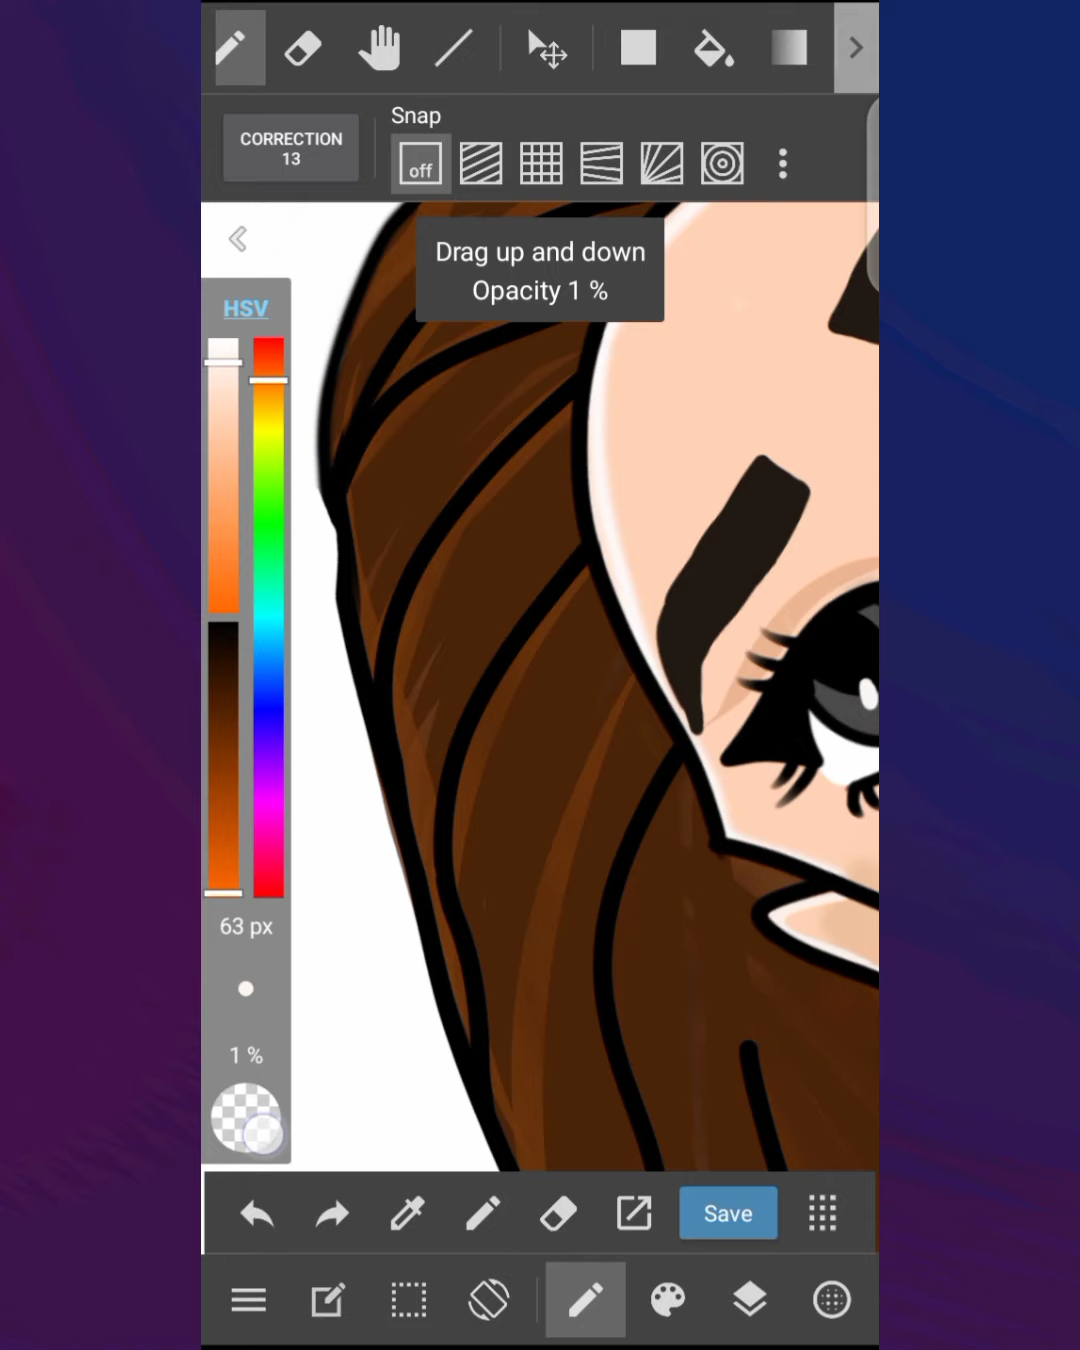 CORRECTION
13
Snap
off
Drag up and down
Opacity 1 %
HSV
63 px
1 %
Save